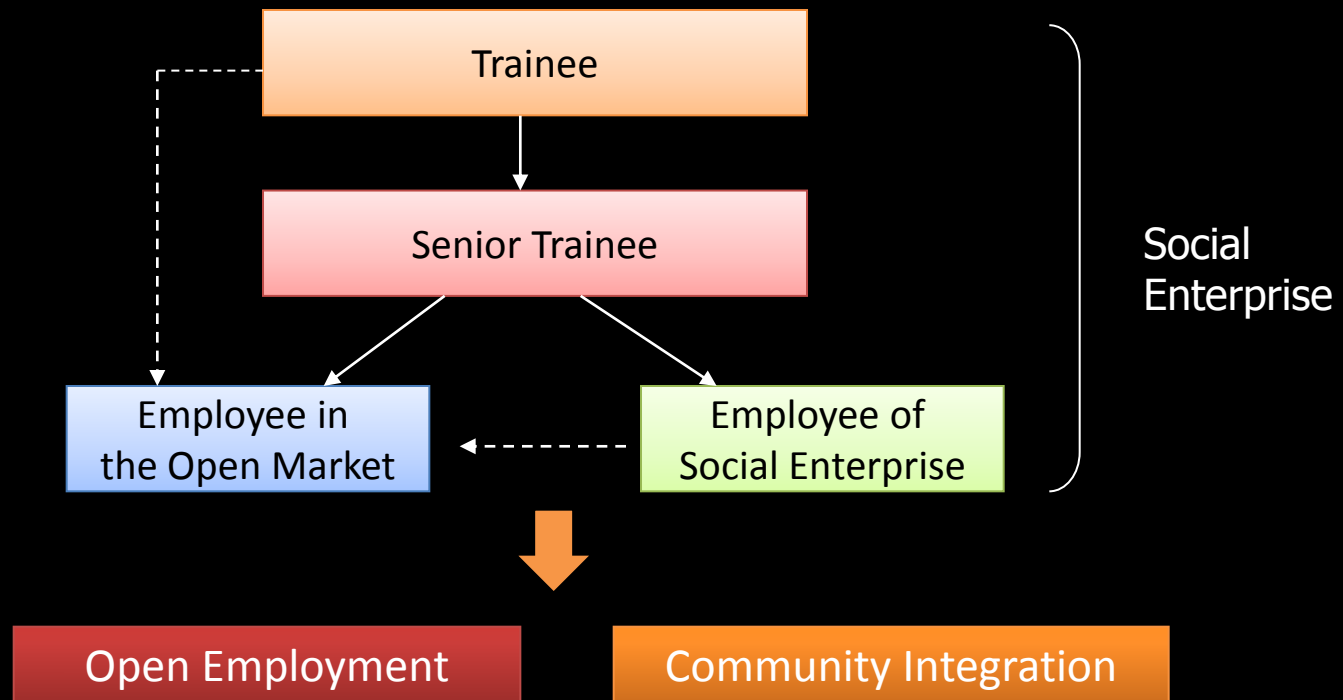 Trainee
Senior Trainee
Social
Enterprise
Employee in
the Open Market
Employee of
Social Enterprise
Open Employment
Community Integration